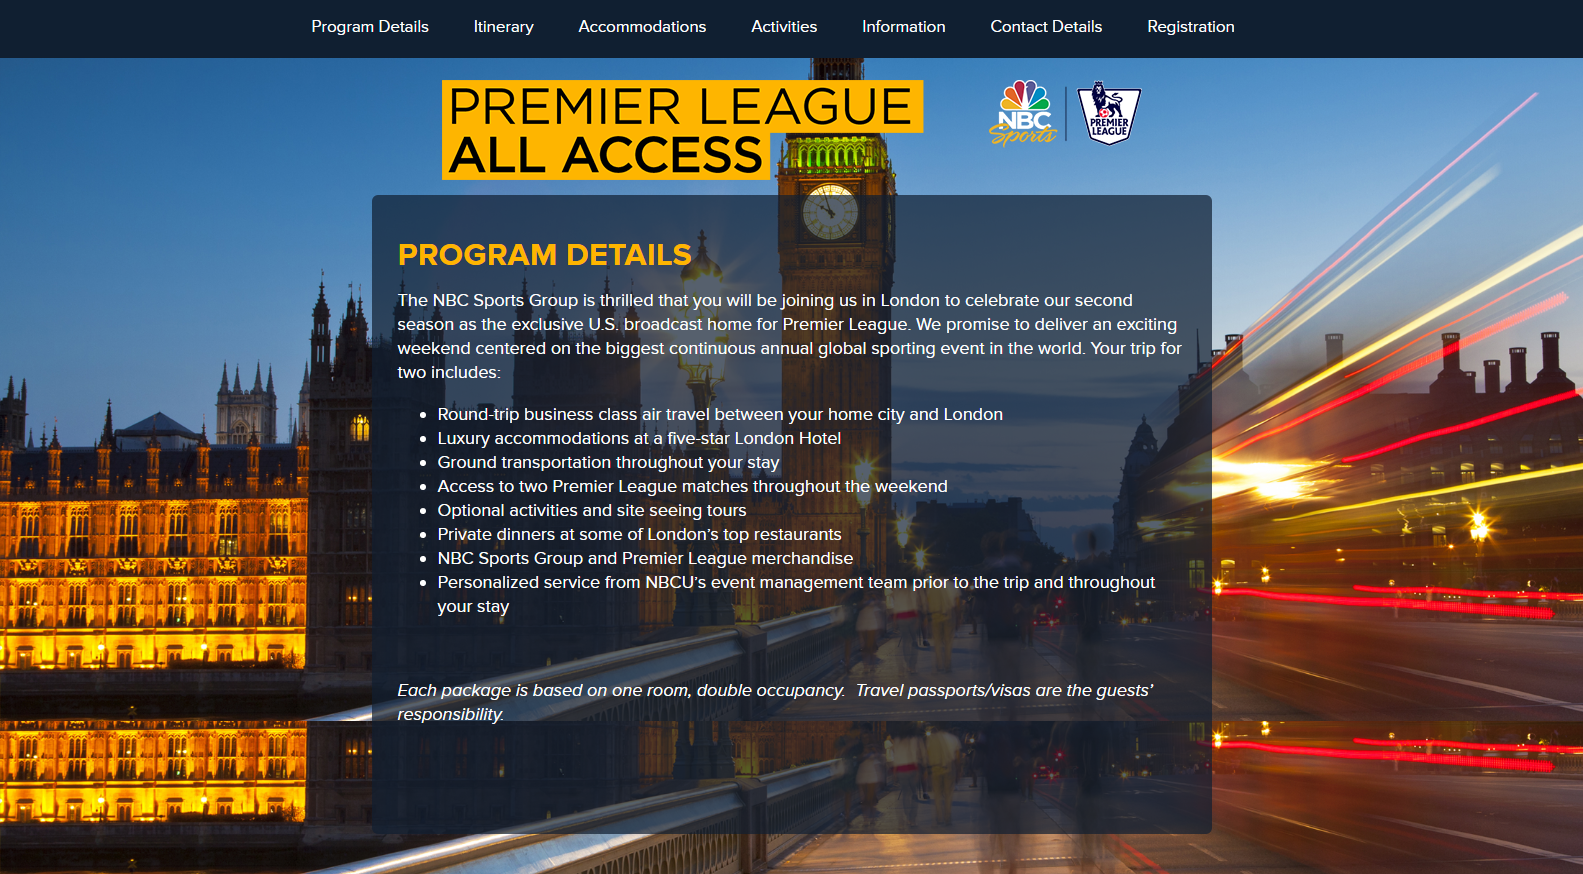 Program Details Itinerary Accommodations Activities Information Contact Details Registration
PREMIER LEAGUE
ALL ACCESS
NBC
Sports
PREMIER
LEAGUE
PROGRAM DETAILS
The NBC Sports Group is thrilled that you will be joining us in London to celebrate our second
season as the exclusive U.S. broadcast home for Premier League. We promise to deliver an exciting
weekend centered on the biggest continuous annual global sporting event in the world. Your trip for
two includes:
• Round-trip business class air travel between your home city and London
• Luxury accommodations at a five-star London Hotel
• Ground transportation throughout your stay
• Access to two Premier League matches throughout the weekend
• Optional activities and site seeing tours
• Private dinners at some of London’s top restaurants
• NBC Sports Group and Premier League merchandise
• Personalized service from NBCU’s event management team prior to the trip and throughout
your stay
Each package is based on one room, double occupancy.  Travel passports/visas are the guests’
responsibility.